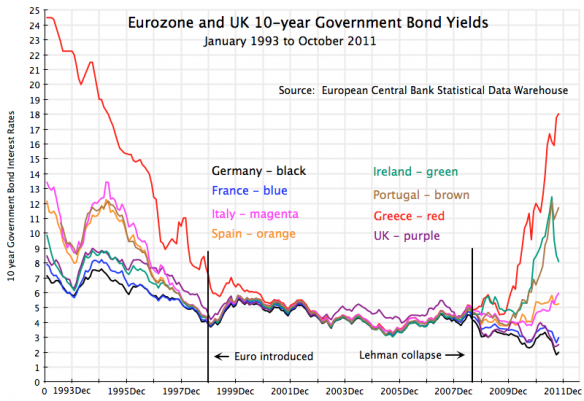 Eurozone and UK 10-year Government Bond Yields
January 1993 to October 2011
Source: European Central Bank Statistical Data Warehouse
Germany - black
France - blue
Italy - magenta
Spain - orange
Ireland - green
Portugal - brown
Greece - red
UK - purple
← Euro introduced
Lehman collapse →
10 year Government Bond Interest Rates
25
24
23
22
21
20
19
18
17
16
15
14
13
12
11
10
9
8
7
6
5
4
3
2
1
0
0 1993Dec 1995Dec 1997Dec 1999Dec 2001Dec 2003Dec 2005Dec 2007Dec 2009Dec 2011Dec